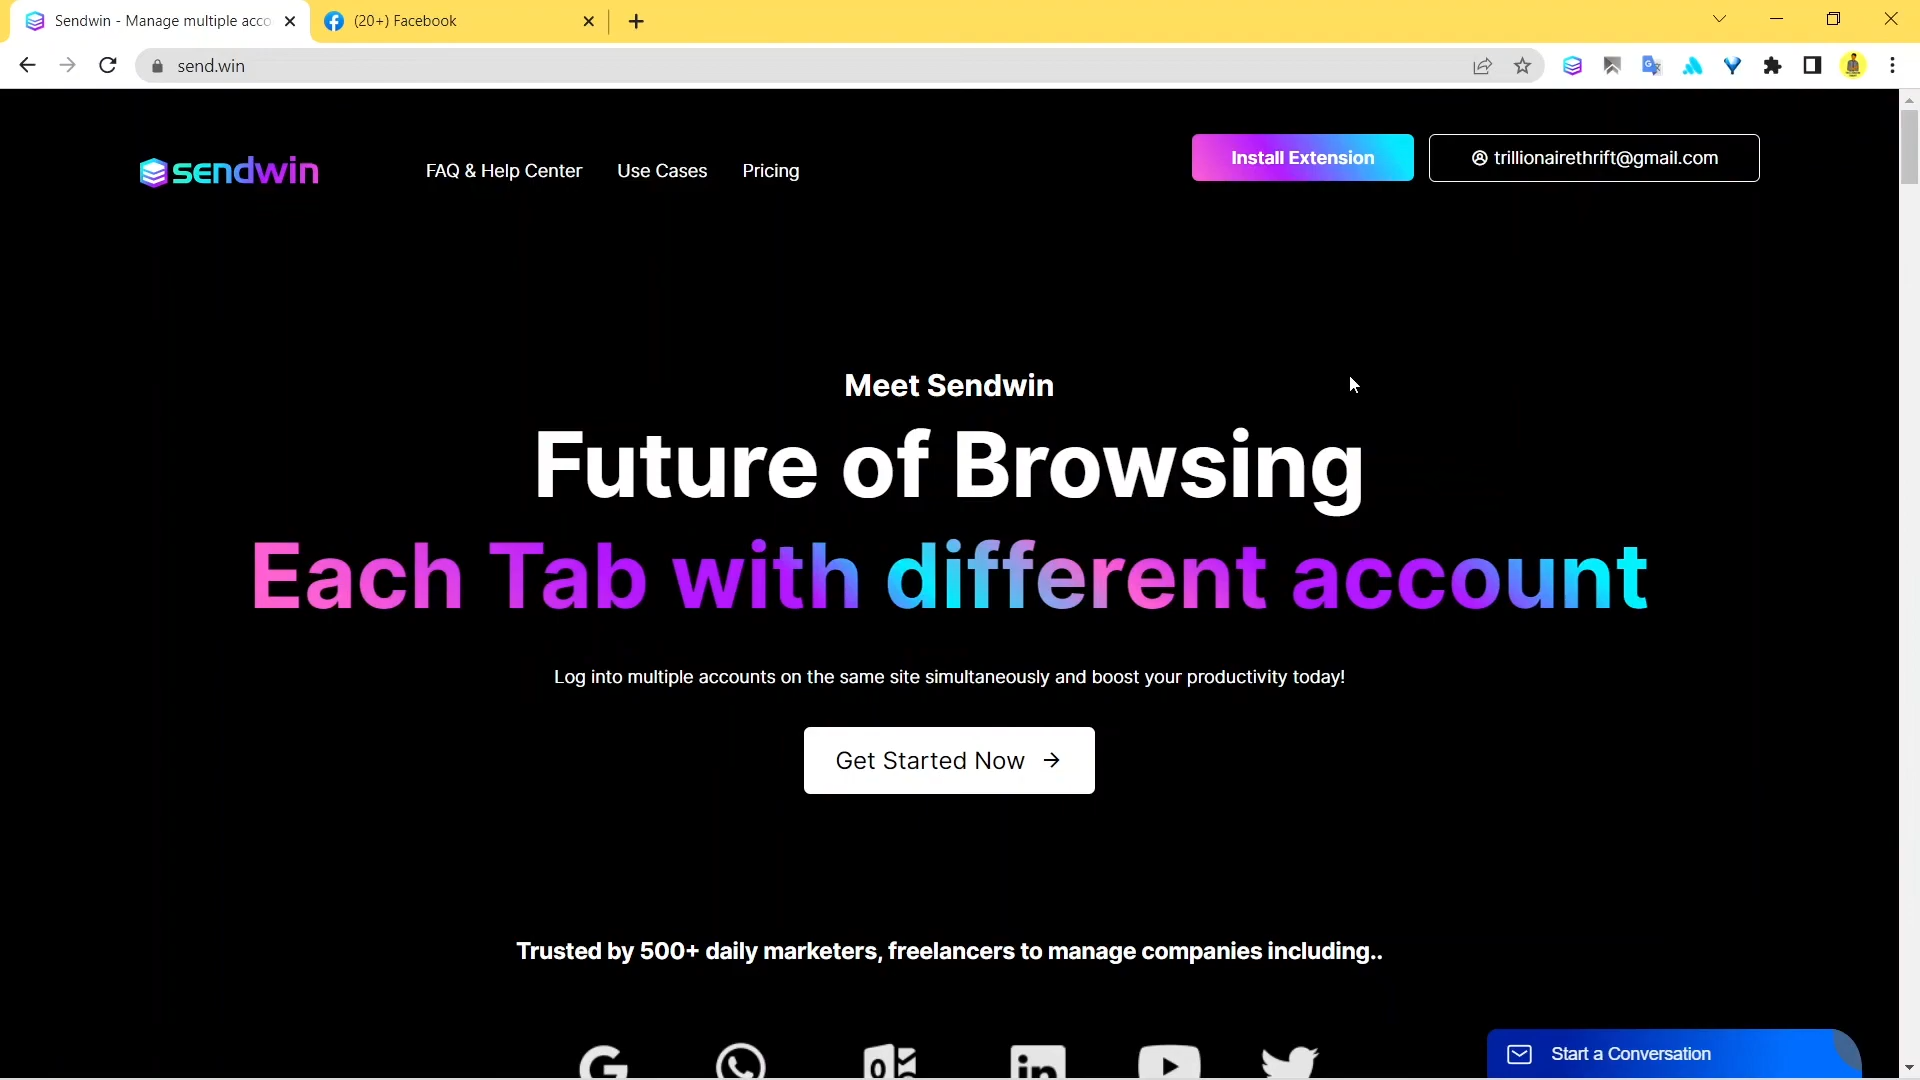 Sendwin - Manage multiple acco
(20+) Facebook
send.win
sendwin
FAQ & Help Center
Use Cases
Pricing
Install Extension
trillionairethrift@gmail.com
Meet Sendwin
Future of Browsing
Each Tab with different account
Log into multiple accounts on the same site simultaneously and boost your productivity today!
Get Started Now →
Trusted by 500+ daily marketers, freelancers to manage companies including..
Start a Conversation